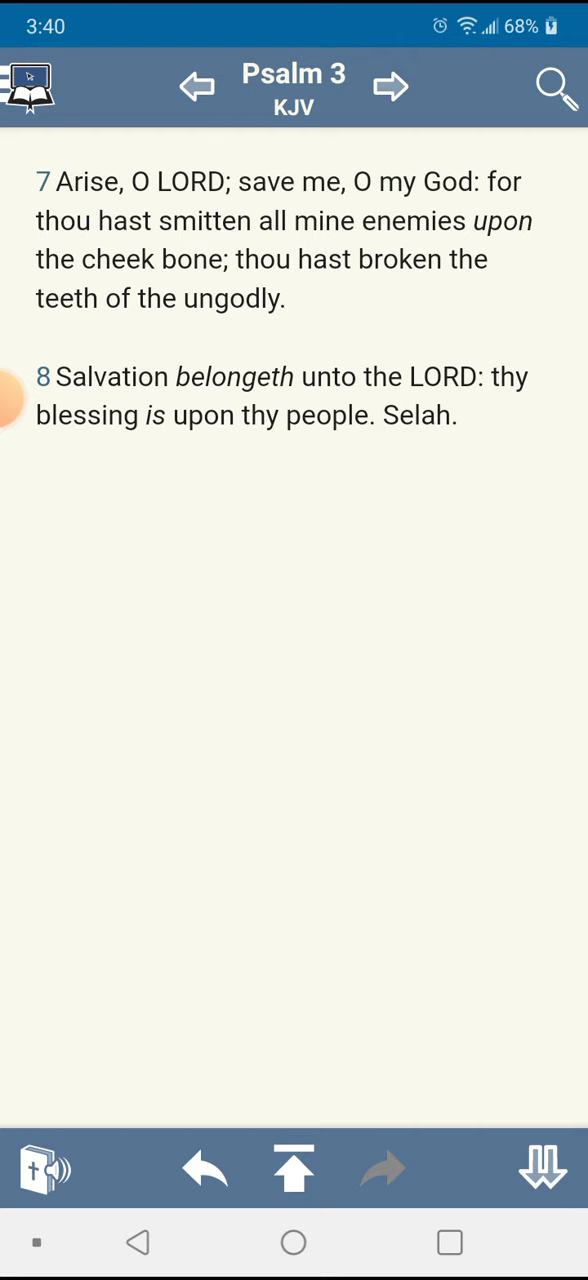 3:40
68%
Psalm 3
KJV
7 Arise, O LORD; save me, O my God: for
thou hast smitten all mine enemies upon
the cheek bone; thou hast broken the
teeth of the ungodly.
8 Salvation belongeth unto the LORD: thy
blessing is upon thy people. Selah.